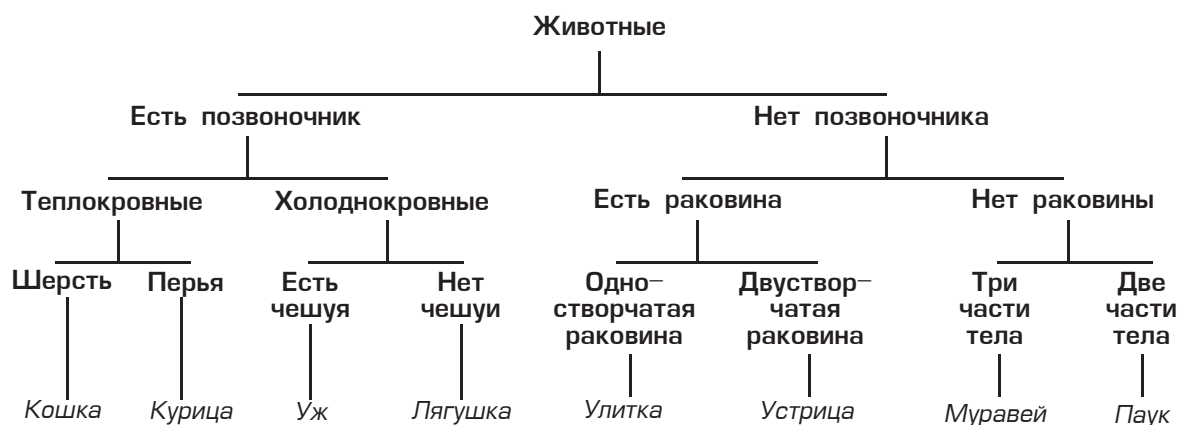 Животные
Есть позвоночник
Нет позвоночника
Теплокровные
Холоднокровные
Есть раковина
Нет раковины
Шерсть
Перья
Есть
чешуя
Нет
чешуи
Одно–
створчатая
раковина
Двуствор–
чатая
раковина
Три
части
тела
Две
части
тела
Кошка
Курица
Уж
Лягушка
Улитка
Устрица
Муравей
Паук